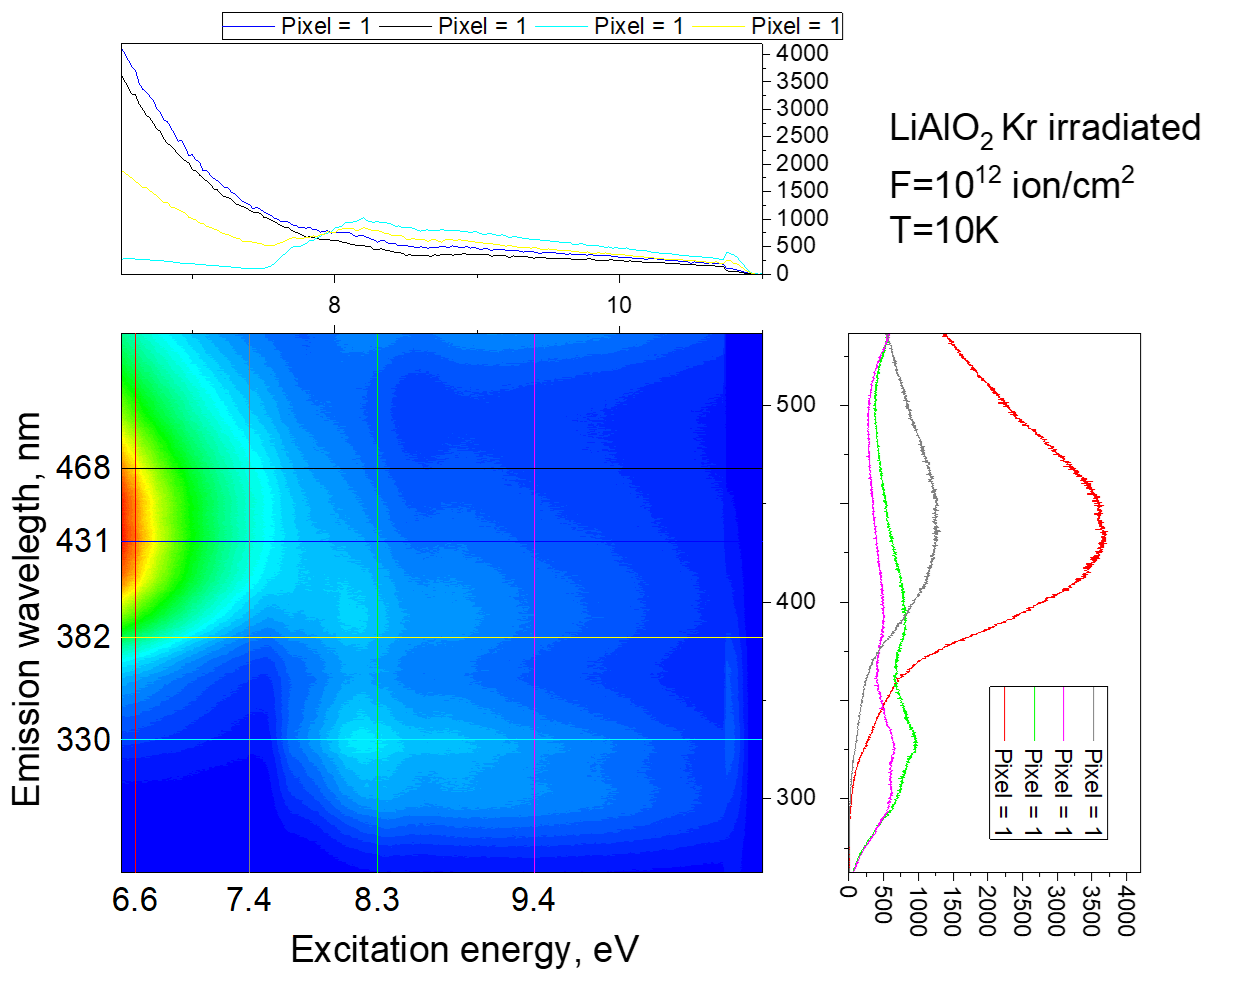 Pixel = 1 Pixel = 1 Pixel = 1 Pixel = 1
4000
3500
3000
2500
2000
1500
1000
500
0
8 10
LiAlO2 Kr irradiated
F=10^12 ion/cm^2
T=10K
Emission wavelegth, nm
468
431
382
330
6.6 7.4 8.3 9.4
Excitation energy, eV
500
400
300
Pixel = 1
Pixel = 1
Pixel = 1
Pixel = 1
0 500 1000 1500 2000 2500 3000 3500 4000